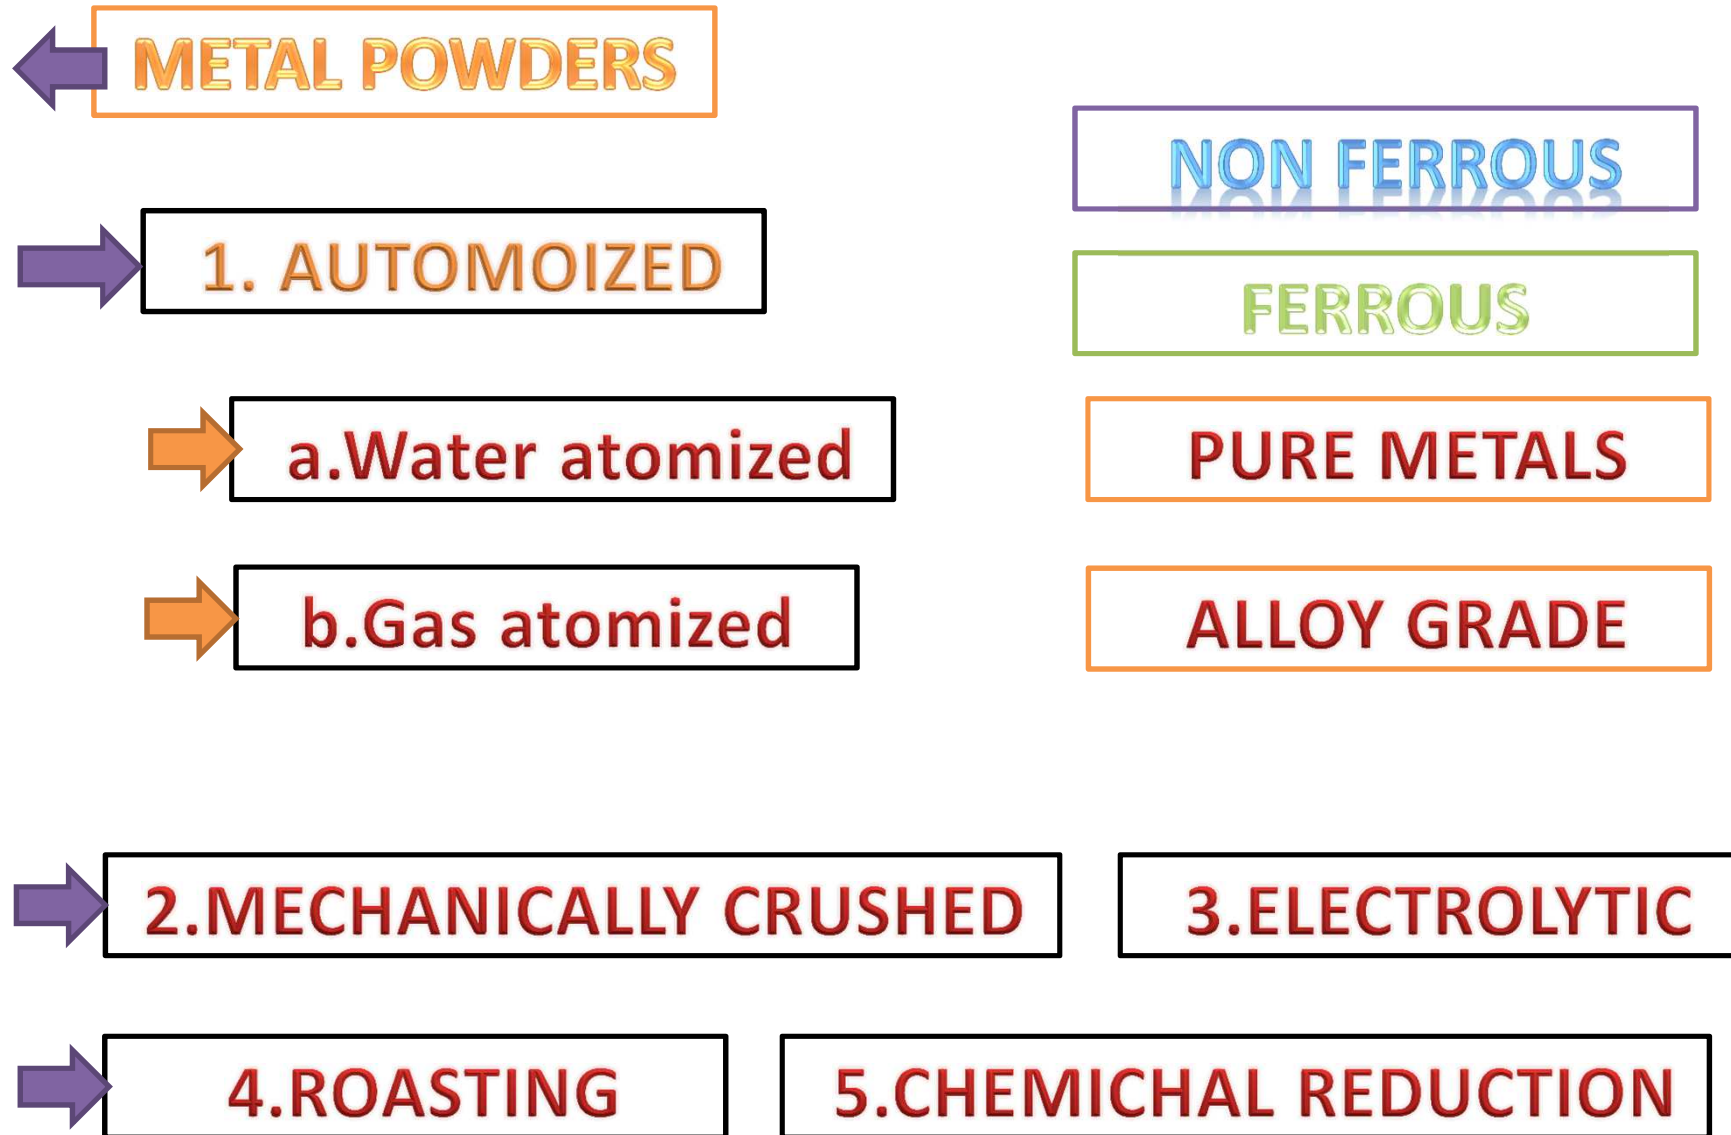 METAL POWDERS
NON FERROUS
1. AUTOMOIZED
FERROUS
a.Water atomized
PURE METALS
b.Gas atomized
ALLOY GRADE
2.MECHANICALLY CRUSHED
3.ELECTROLYTIC
4.ROASTING
5.CHEMICHAL REDUCTION